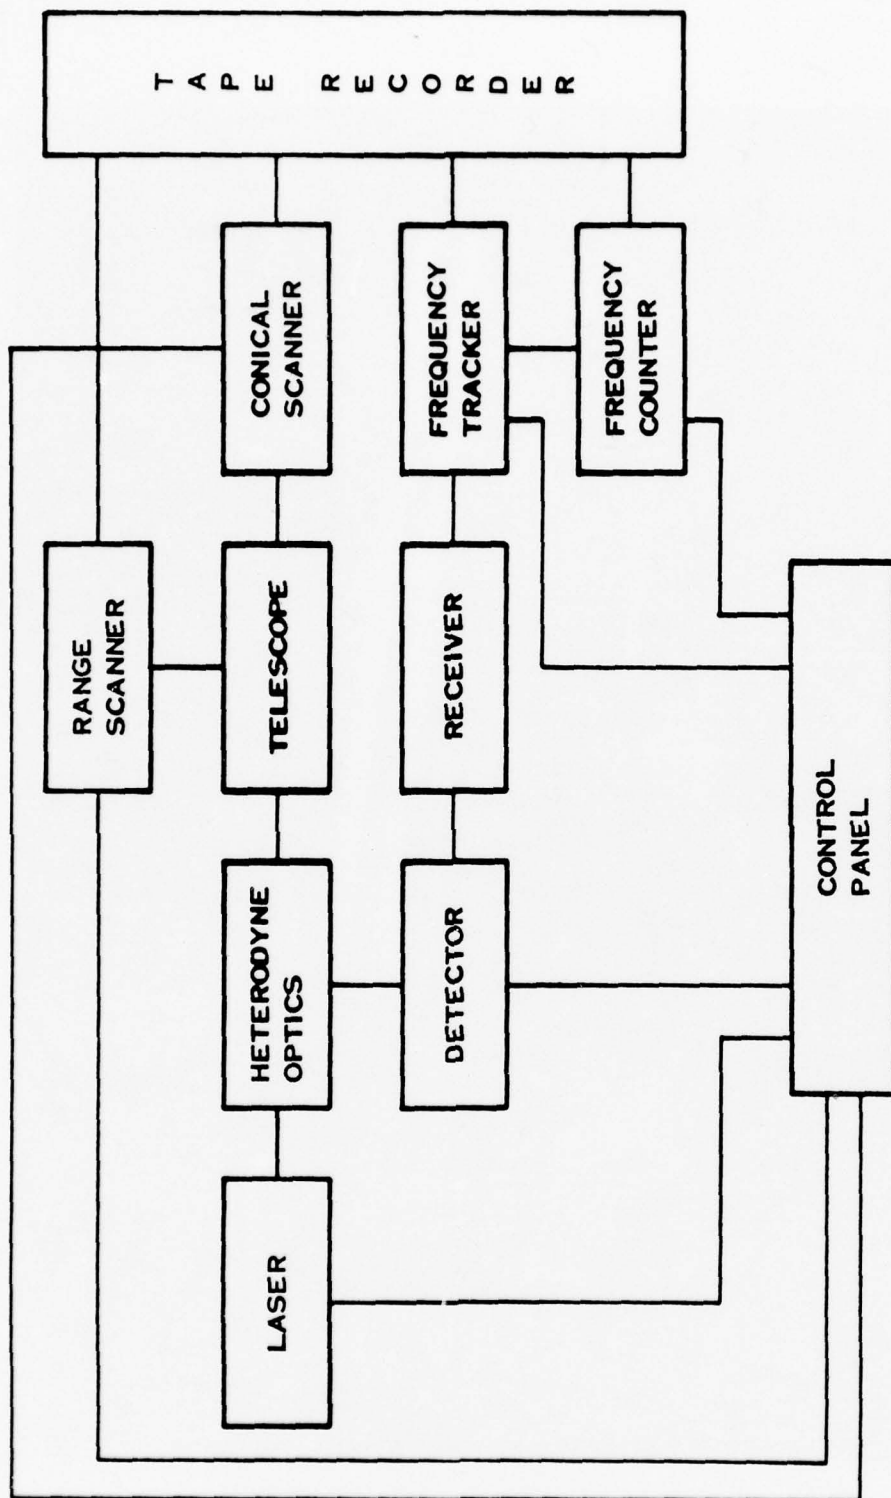 TAPE RECORDER
RANGE
SCANNER
CONICAL
SCANNER
TELESCOPE
HETERODYNE
OPTICS
LASER
FREQUENCY
TRACKER
RECEIVER
DETECTOR
FREQUENCY
COUNTER
CONTROL
PANEL